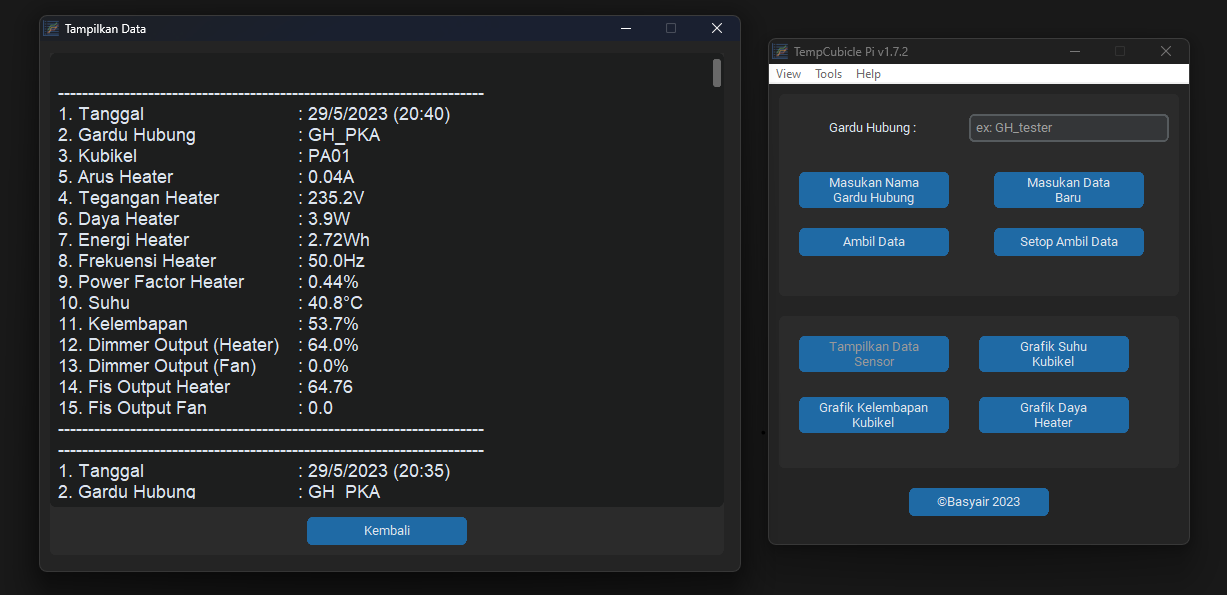 Tampilkan Data
--------------------------------------------------------------------------------
1. Tanggal : 29/5/2023 (20:40)
2. Gardu Hubung : GH_PKA
3. Kubikel : PA01
5. Arus Heater : 0.04A
4. Tegangan Heater : 235.2V
6. Daya Heater : 3.9W
7. Energi Heater : 2.72Wh
8. Frekuensi Heater : 50.0Hz
9. Power Factor Heater : 0.44%
10. Suhu : 40.8°C
11. Kelembapan : 53.7%
12. Dimmer Output (Heater) : 64.0%
13. Dimmer Output (Fan) : 0.0%
14. Fis Output Heater : 64.76
15. Fis Output Fan : 0.0
--------------------------------------------------------------------------------
--------------------------------------------------------------------------------
1. Tanggal : 29/5/2023 (20:35)
2. Gardu Hubung : GH_PKA
Kembali
TempCubicle Pi v1.7.2
View Tools Help
Gardu Hubung : ex: GH_tester
Masukan Nama
Gardu Hubung
Masukan Data
Baru
Ambil Data
Setop Ambil Data
Tampilkan Data
Sensor
Grafik Suhu
Kubikel
Grafik Kelembapan
Kubikel
Grafik Daya
Heater
©Basyair 2023